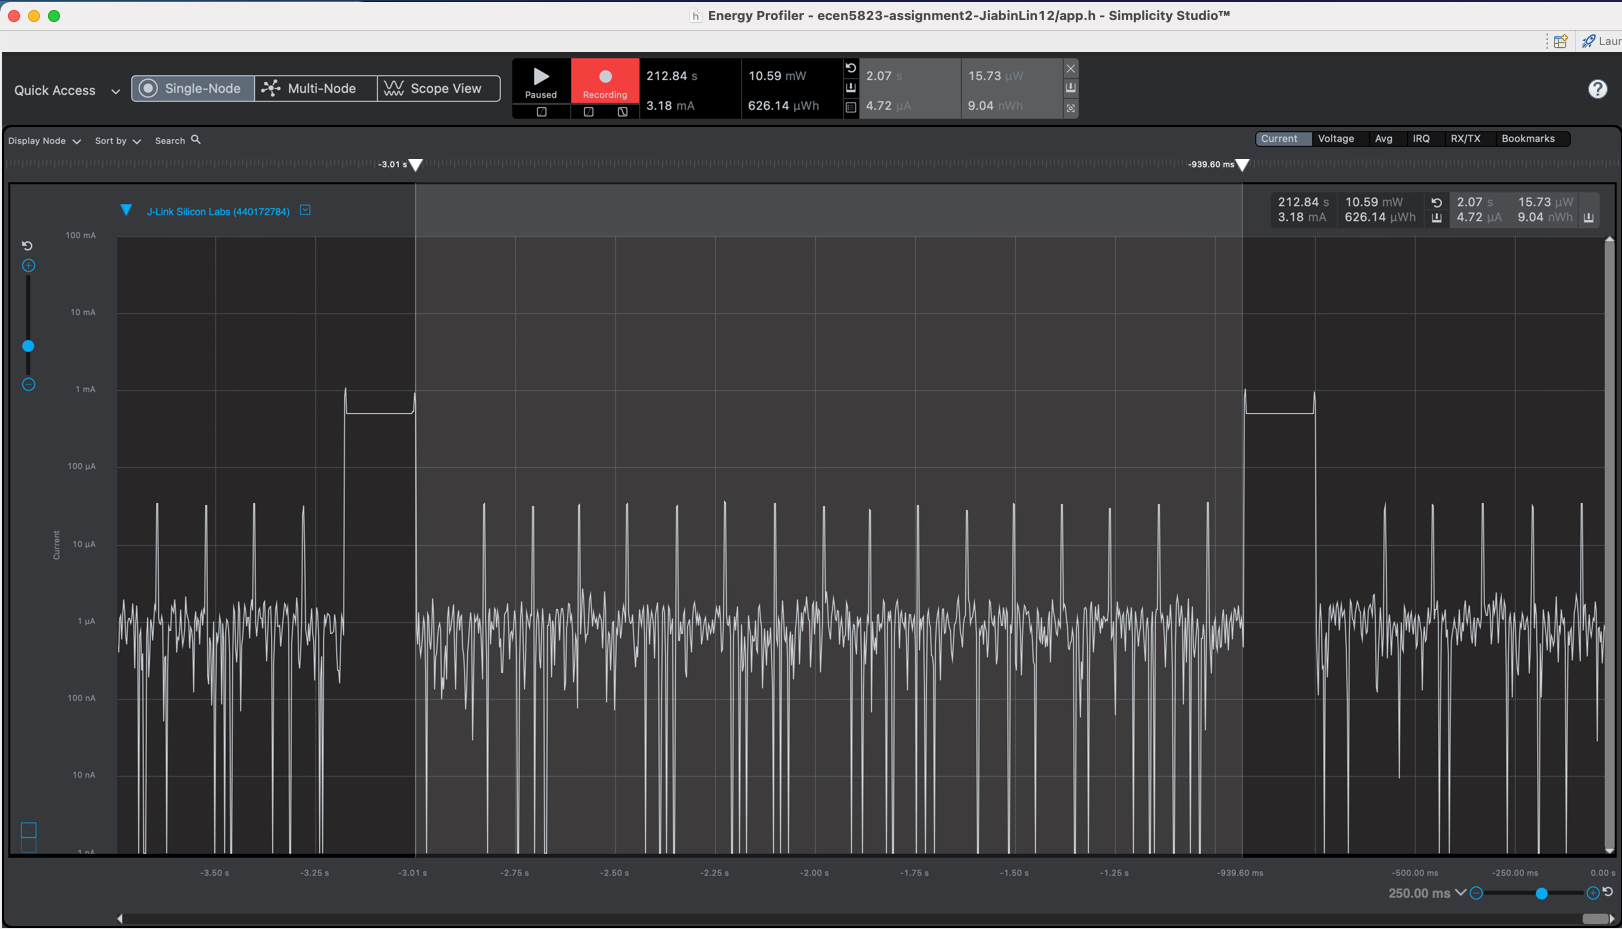 Energy Profiler - ecen5823-assignment2-JiabinLin12/app.h - Simplicity Studio™
Laun
Quick Access
Single-Node
Multi-Node
Scope View
Paused
Recording
212.84 s
10.59 mW
2.07 s
15.73 µW
3.18 mA
626.14 µWh
4.72 µA
9.04 nWh
Display Node
Sort by
Search
Current
Voltage
Avg
IRQ
RX/TX
Bookmarks
-3.01 s
-939.60 ms
J-Link Silicon Labs (440172784)
212.84 s
10.59 mW
2.07 s
15.73 µW
3.18 mA
626.14 µWh
4.72 µA
9.04 nWh
100 mA
10 mA
1 mA
100 µA
10 µA
1 µA
100 nA
10 nA
1 nA
Current
-3.50 s
-3.25 s
-3.01 s
-2.75 s
-2.50 s
-2.25 s
-2.00 s
-1.75 s
-1.50 s
-1.25 s
-939.60 ms
-500.00 ms
-250.00 ms
0.00 s
250.00 ms